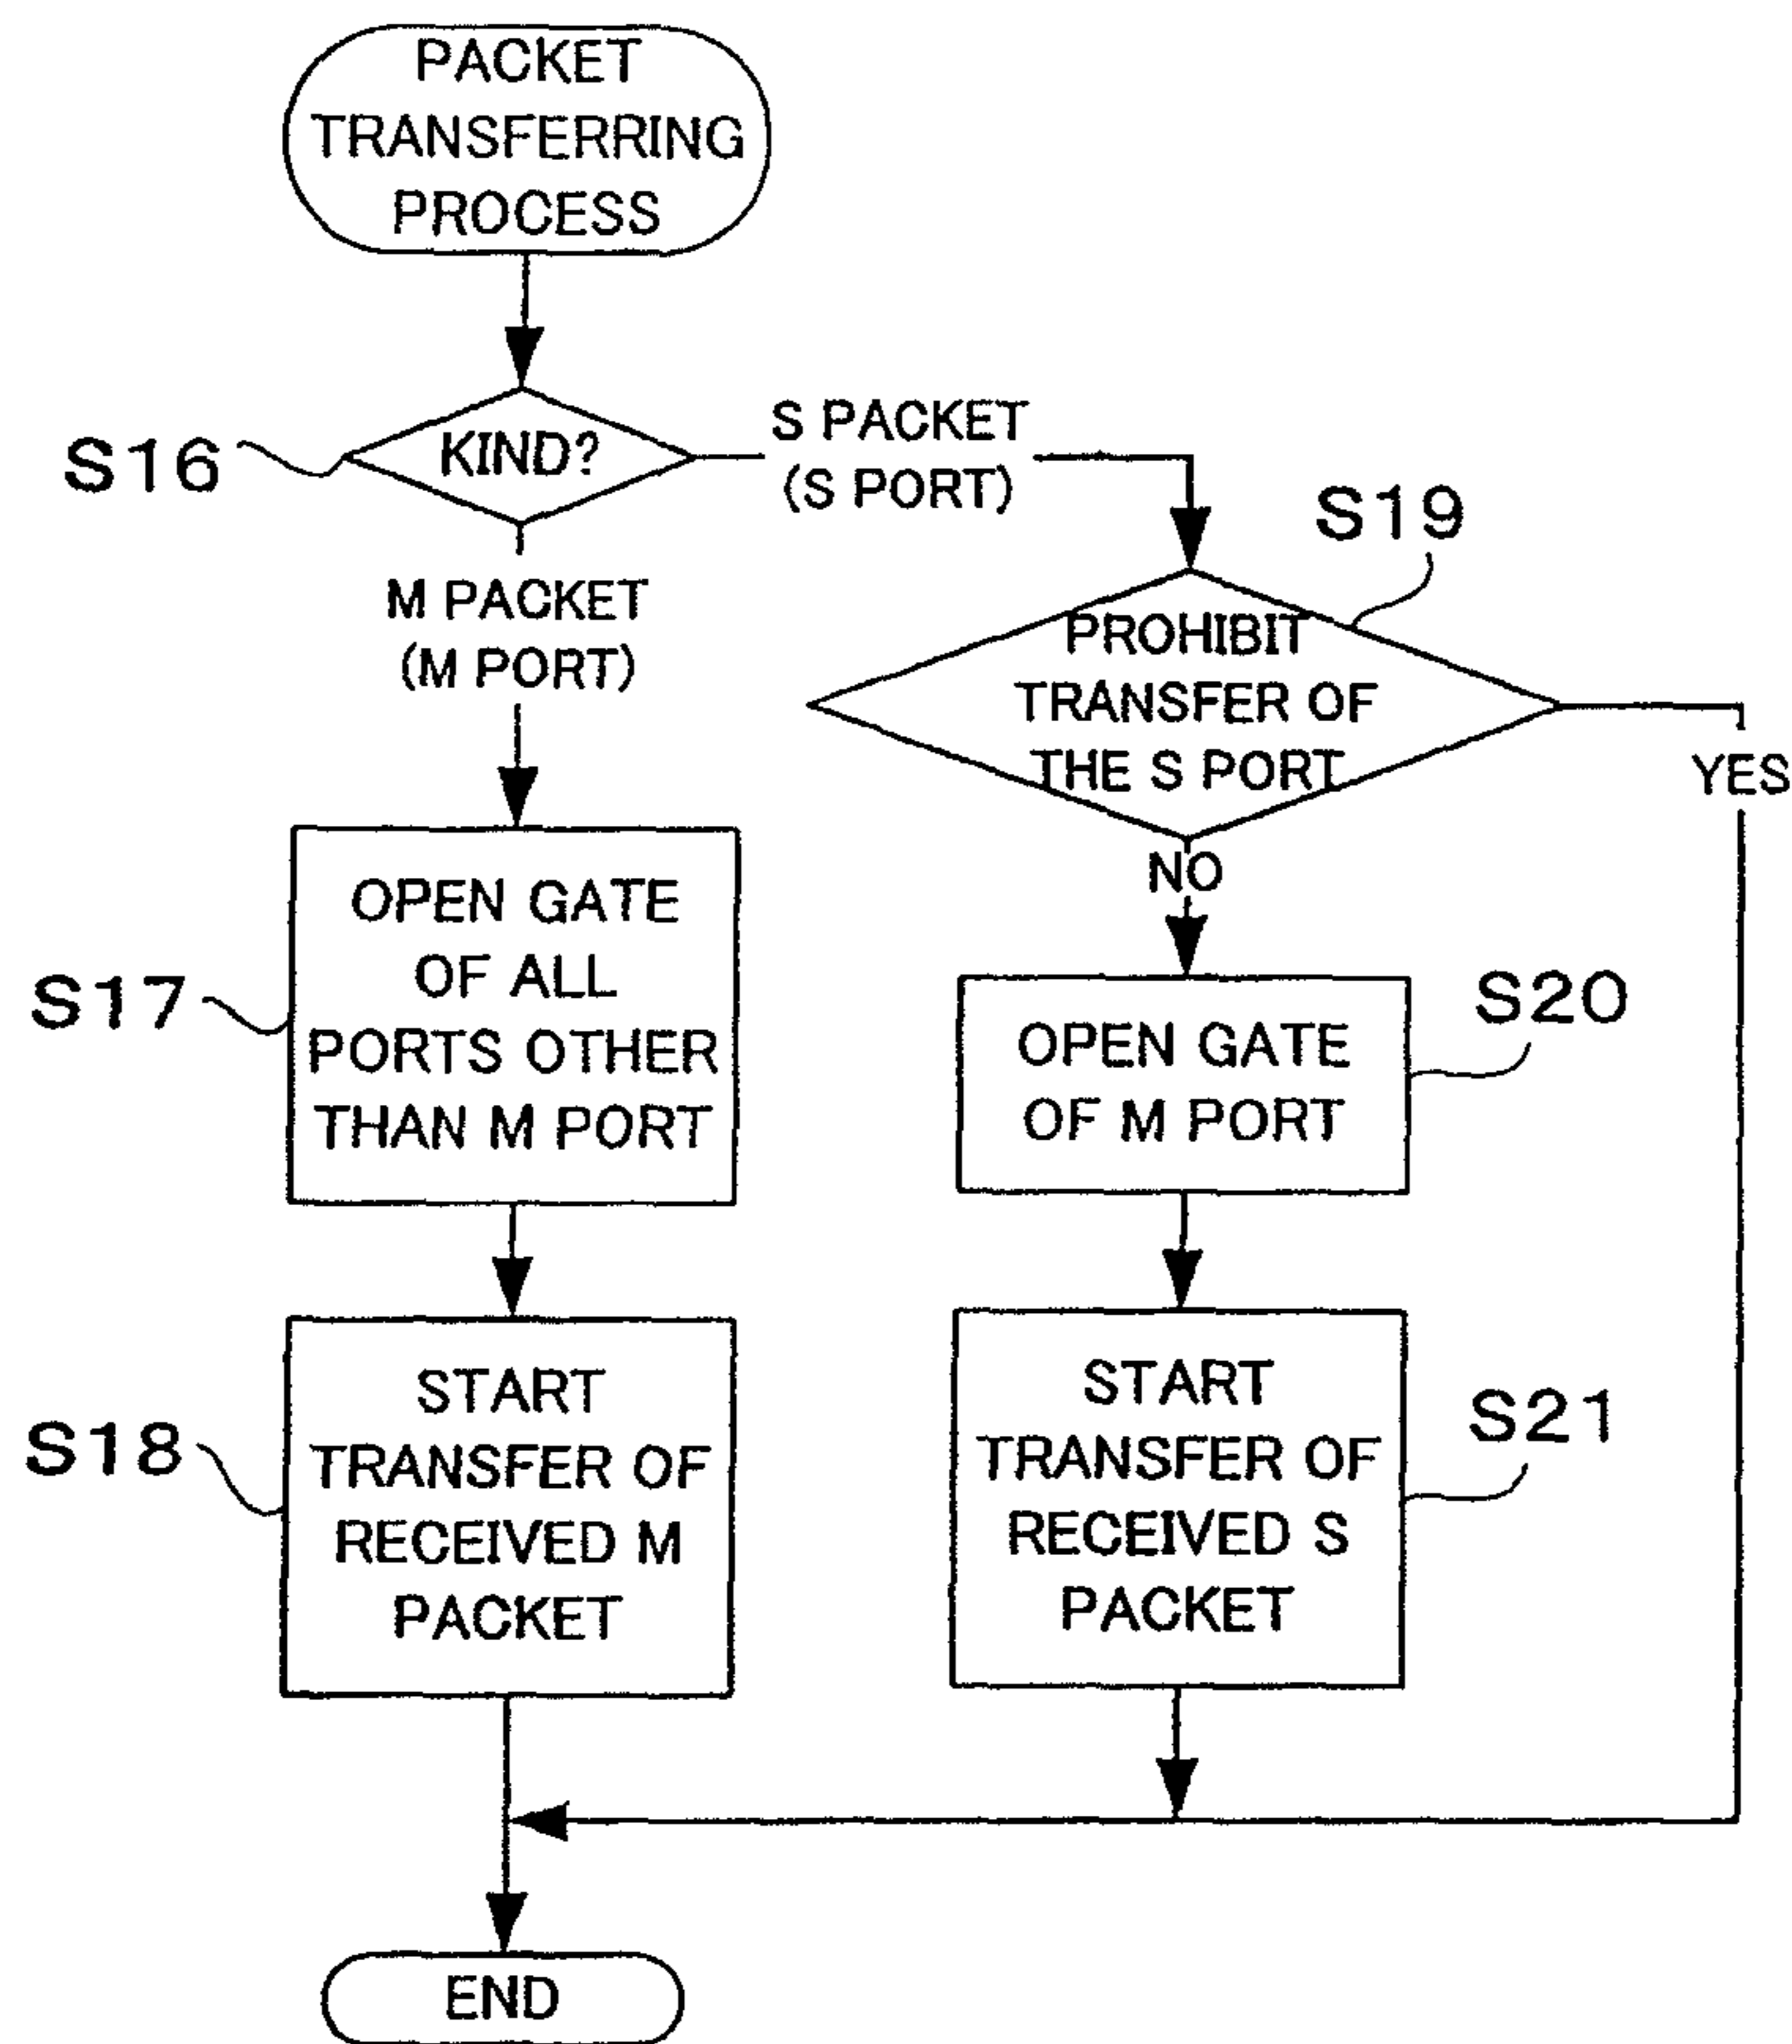 PACKET
TRANSFERRING
PROCESS
S16
KIND?
S PACKET
(S PORT)
M PACKET
(M PORT)
S19
PROHIBIT
TRANSFER OF
THE S PORT
YES
NO
S17
OPEN GATE
OF ALL
PORTS OTHER
THAN M PORT
S20
OPEN GATE
OF M PORT
S18
START
TRANSFER OF
RECEIVED M
PACKET
S21
START
TRANSFER OF
RECEIVED S
PACKET
END